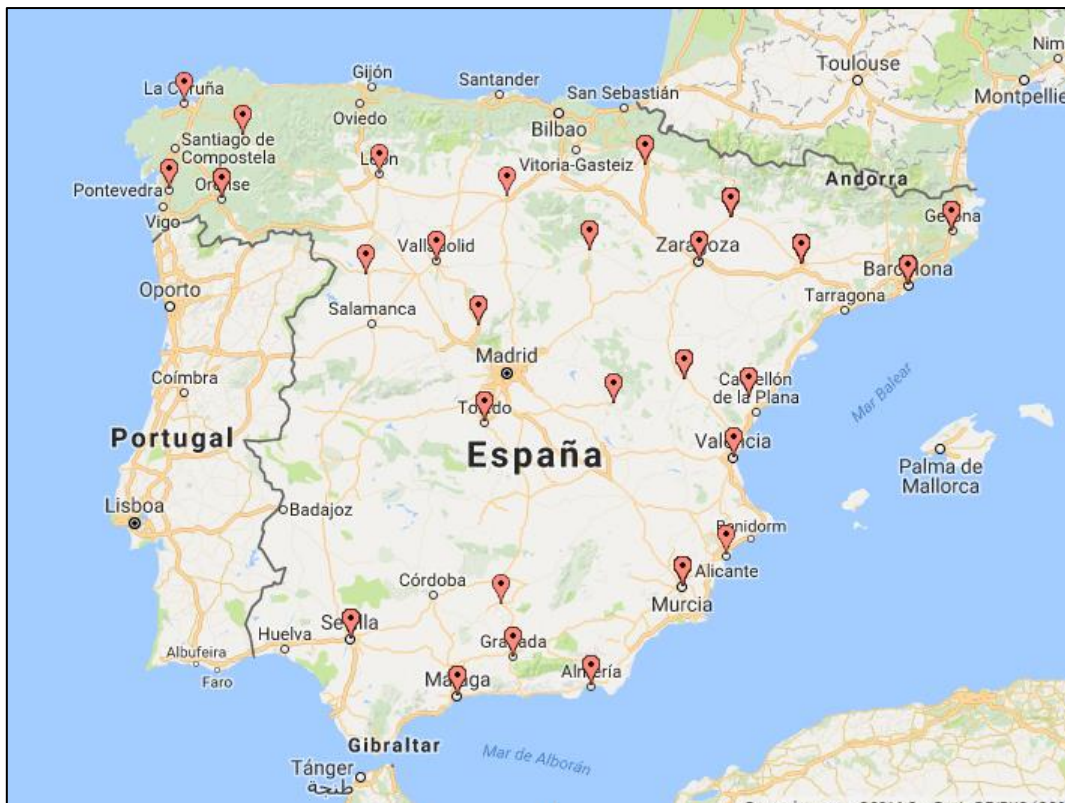 Toulouse
Nim
Montpellie
La Coruña
Gijón
Santander
San Sebastián
Oviedo
Bilbao
Santiago de
Compostela
León
Vitoria-Gasteiz
Andorra
Pontevedra
Orense
Vigo
Gerona
Valladolid
Zaragoza
Barcelona
Oporto
Salamanca
Tarragona
Madrid
Coímbra
Castellón
de la Plana
Mar Balear
Toledo
Portugal
España
Valencia
Palma de
Mallorca
Lisboa
Badajoz
Benidorm
Alicante
Córdoba
Murcia
Sevilla
Huelva
Granada
Albufeira
Faro
Málaga
Almería
Gibraltar
Mar de Alborán
Tánger
طنجة